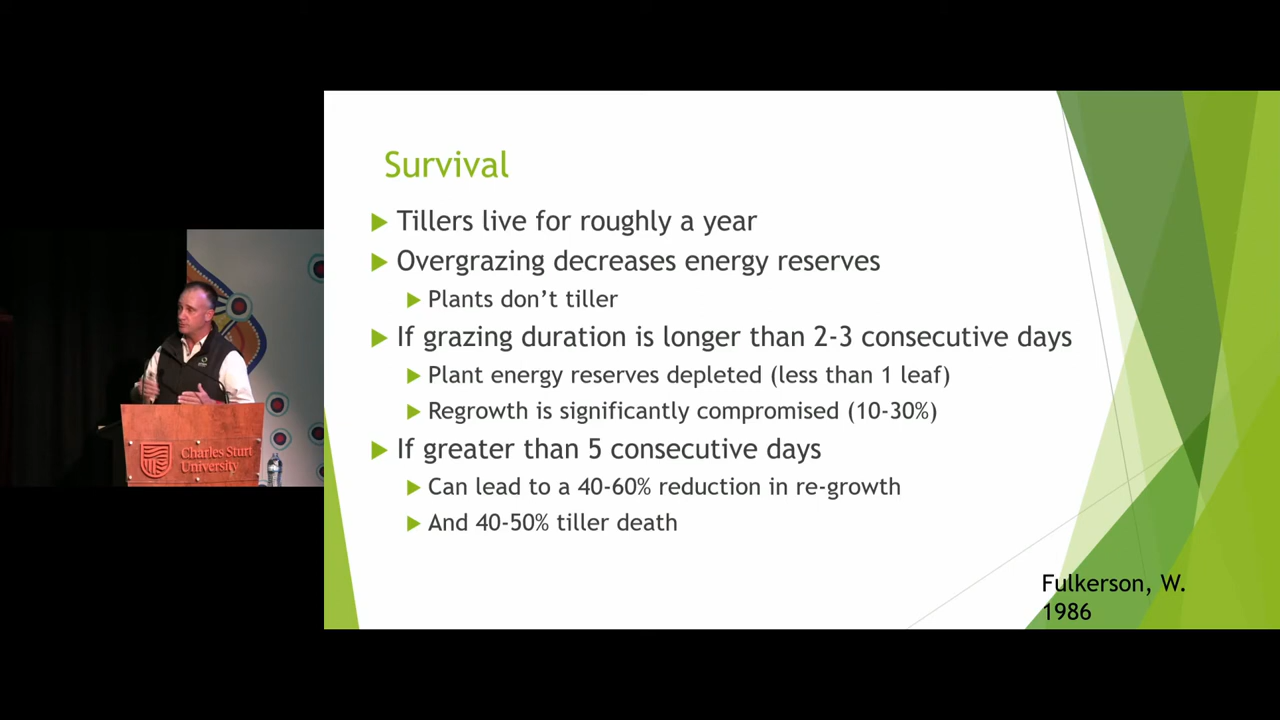 Survival
Tillers live for roughly a year
Overgrazing decreases energy reserves
Plants don't tiller
If grazing duration is longer than 2-3 consecutive days
Plant energy reserves depleted (less than 1 leaf)
Regrowth is significantly compromised (10-30%)
If greater than 5 consecutive days
Can lead to a 40-60% reduction in re-growth
And 40-50% tiller death
Fulkerson, W.
1986
Charles Sturt
University